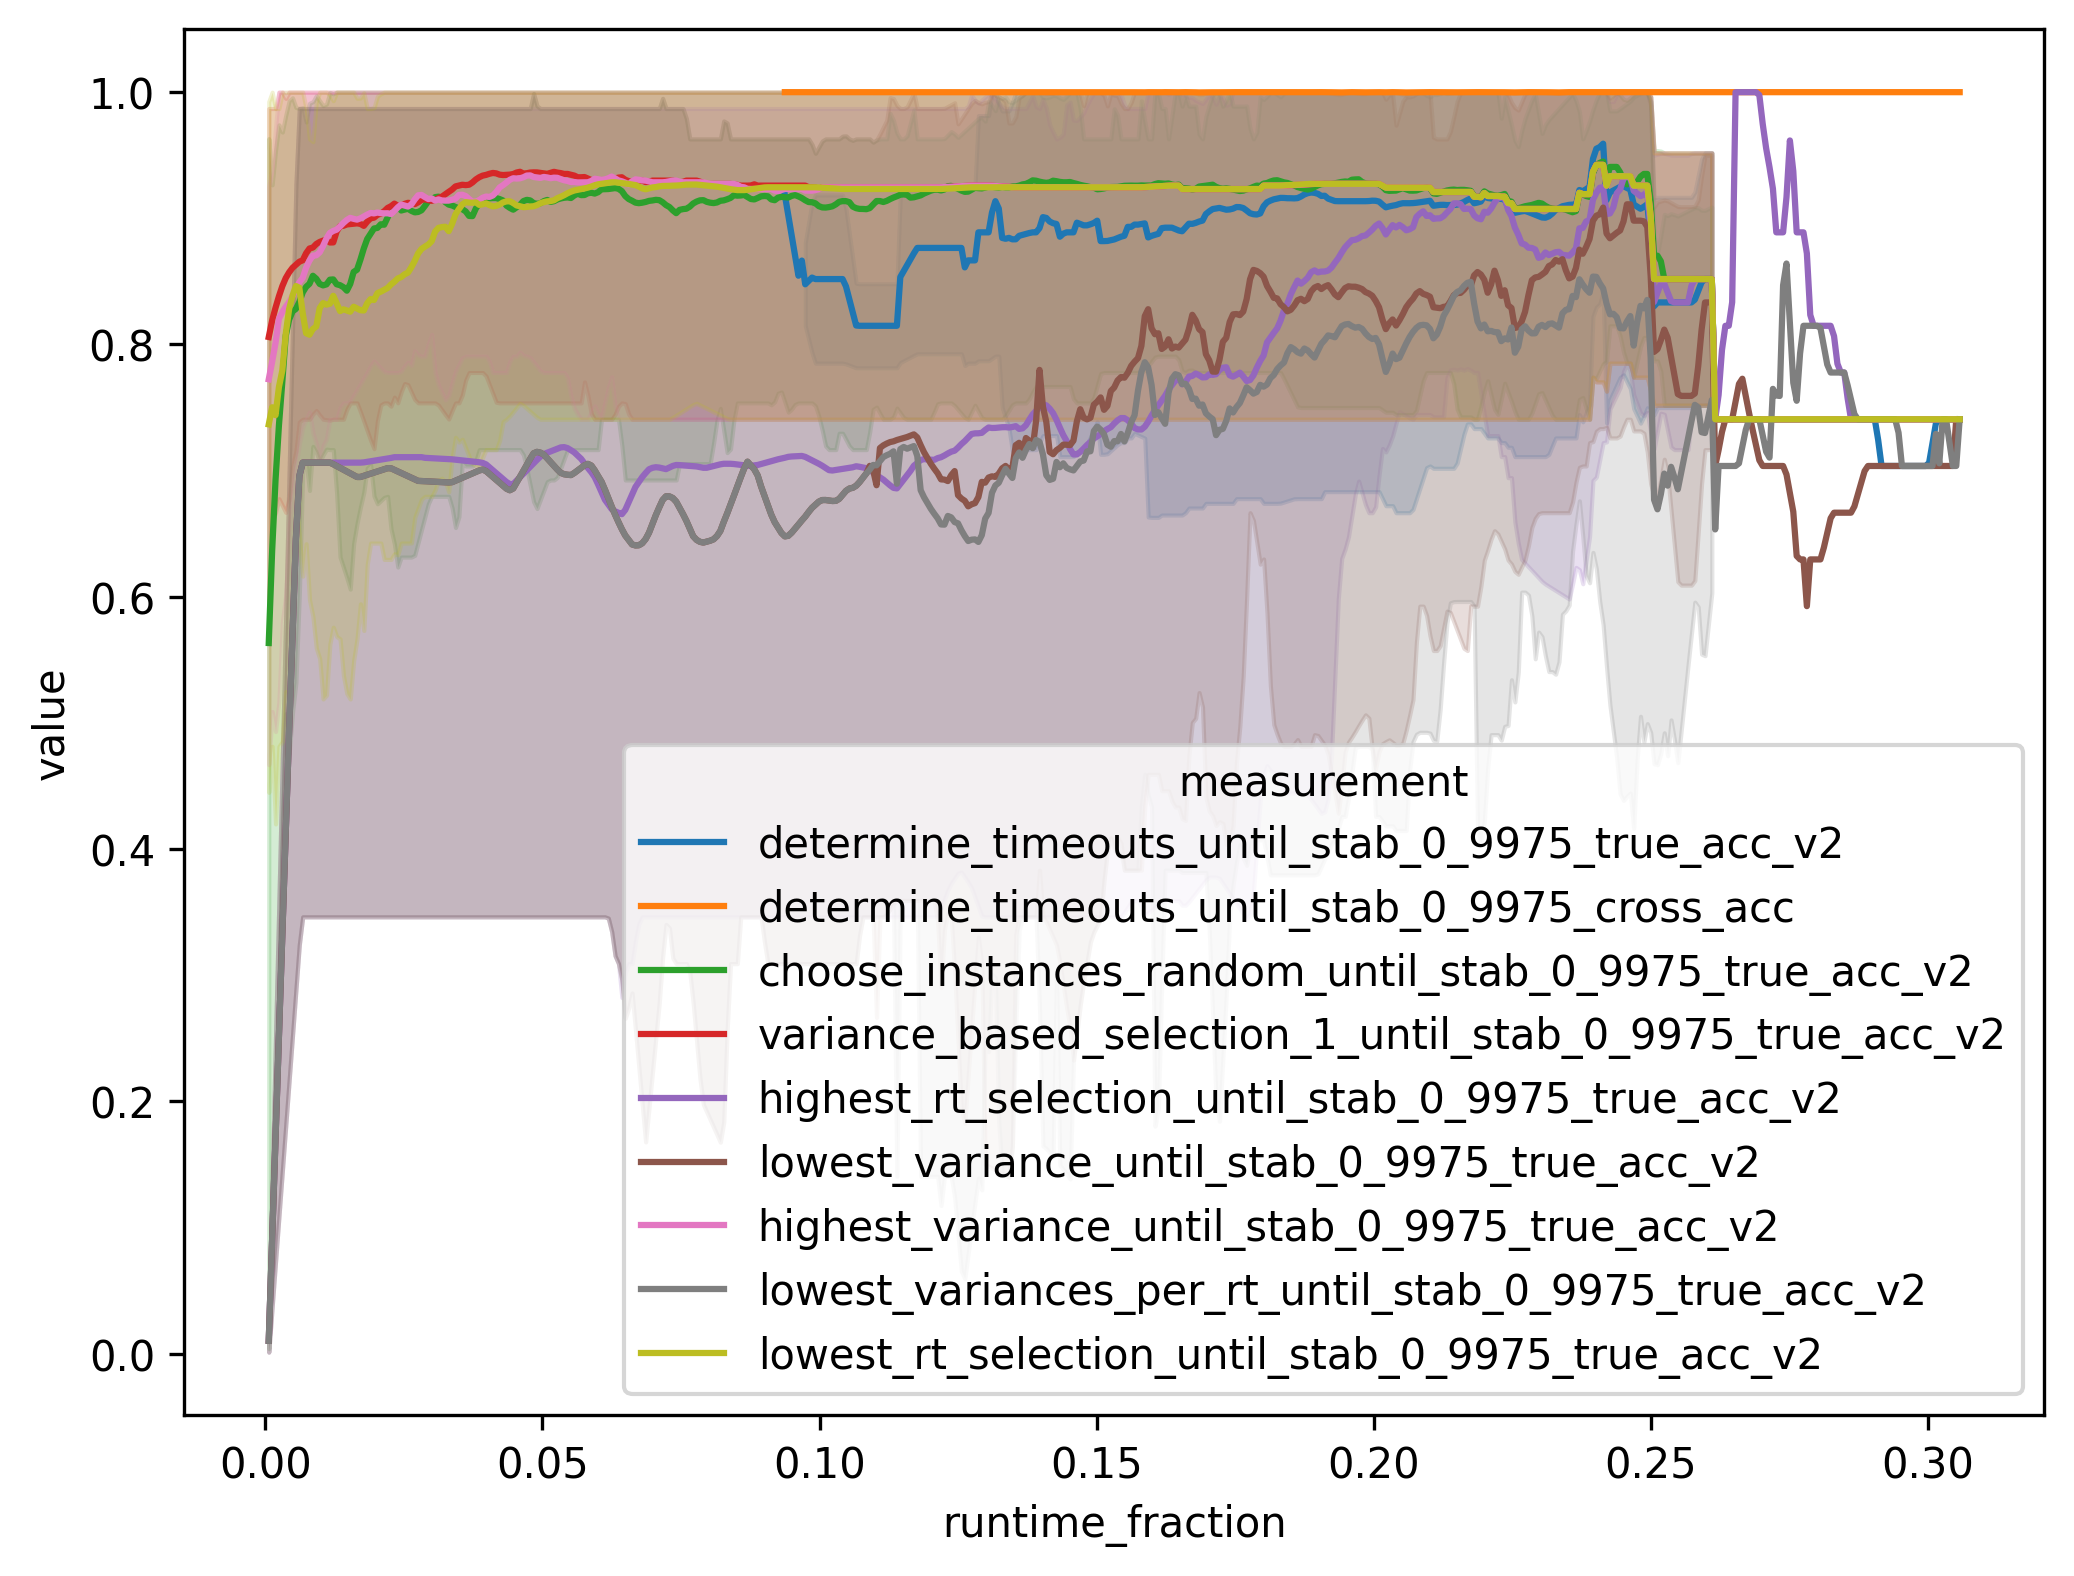 1.0
0.8
0.6
0.4
0.2
0.0
value
measurement
determine_timeouts_until_stab_0_9975_true_acc_v2
determine_timeouts_until_stab_0_9975_cross_acc
choose_instances_random_until_stab_0_9975_true_acc_v2
variance_based_selection_1_until_stab_0_9975_true_acc_v2
highest_rt_selection_until_stab_0_9975_true_acc_v2
lowest_variance_until_stab_0_9975_true_acc_v2
highest_variance_until_stab_0_9975_true_acc_v2
lowest_variances_per_rt_until_stab_0_9975_true_acc_v2
lowest_rt_selection_until_stab_0_9975_true_acc_v2
0.00 0.05 0.10 0.15 0.20 0.25 0.30
runtime_fraction